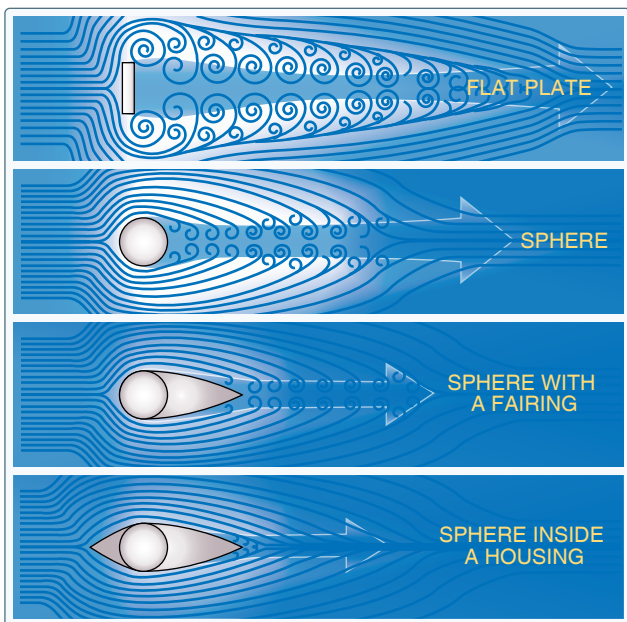 FLAT PLATE
SPHERE
SPHERE WITH
A FAIRING
SPHERE INSIDE
A HOUSING